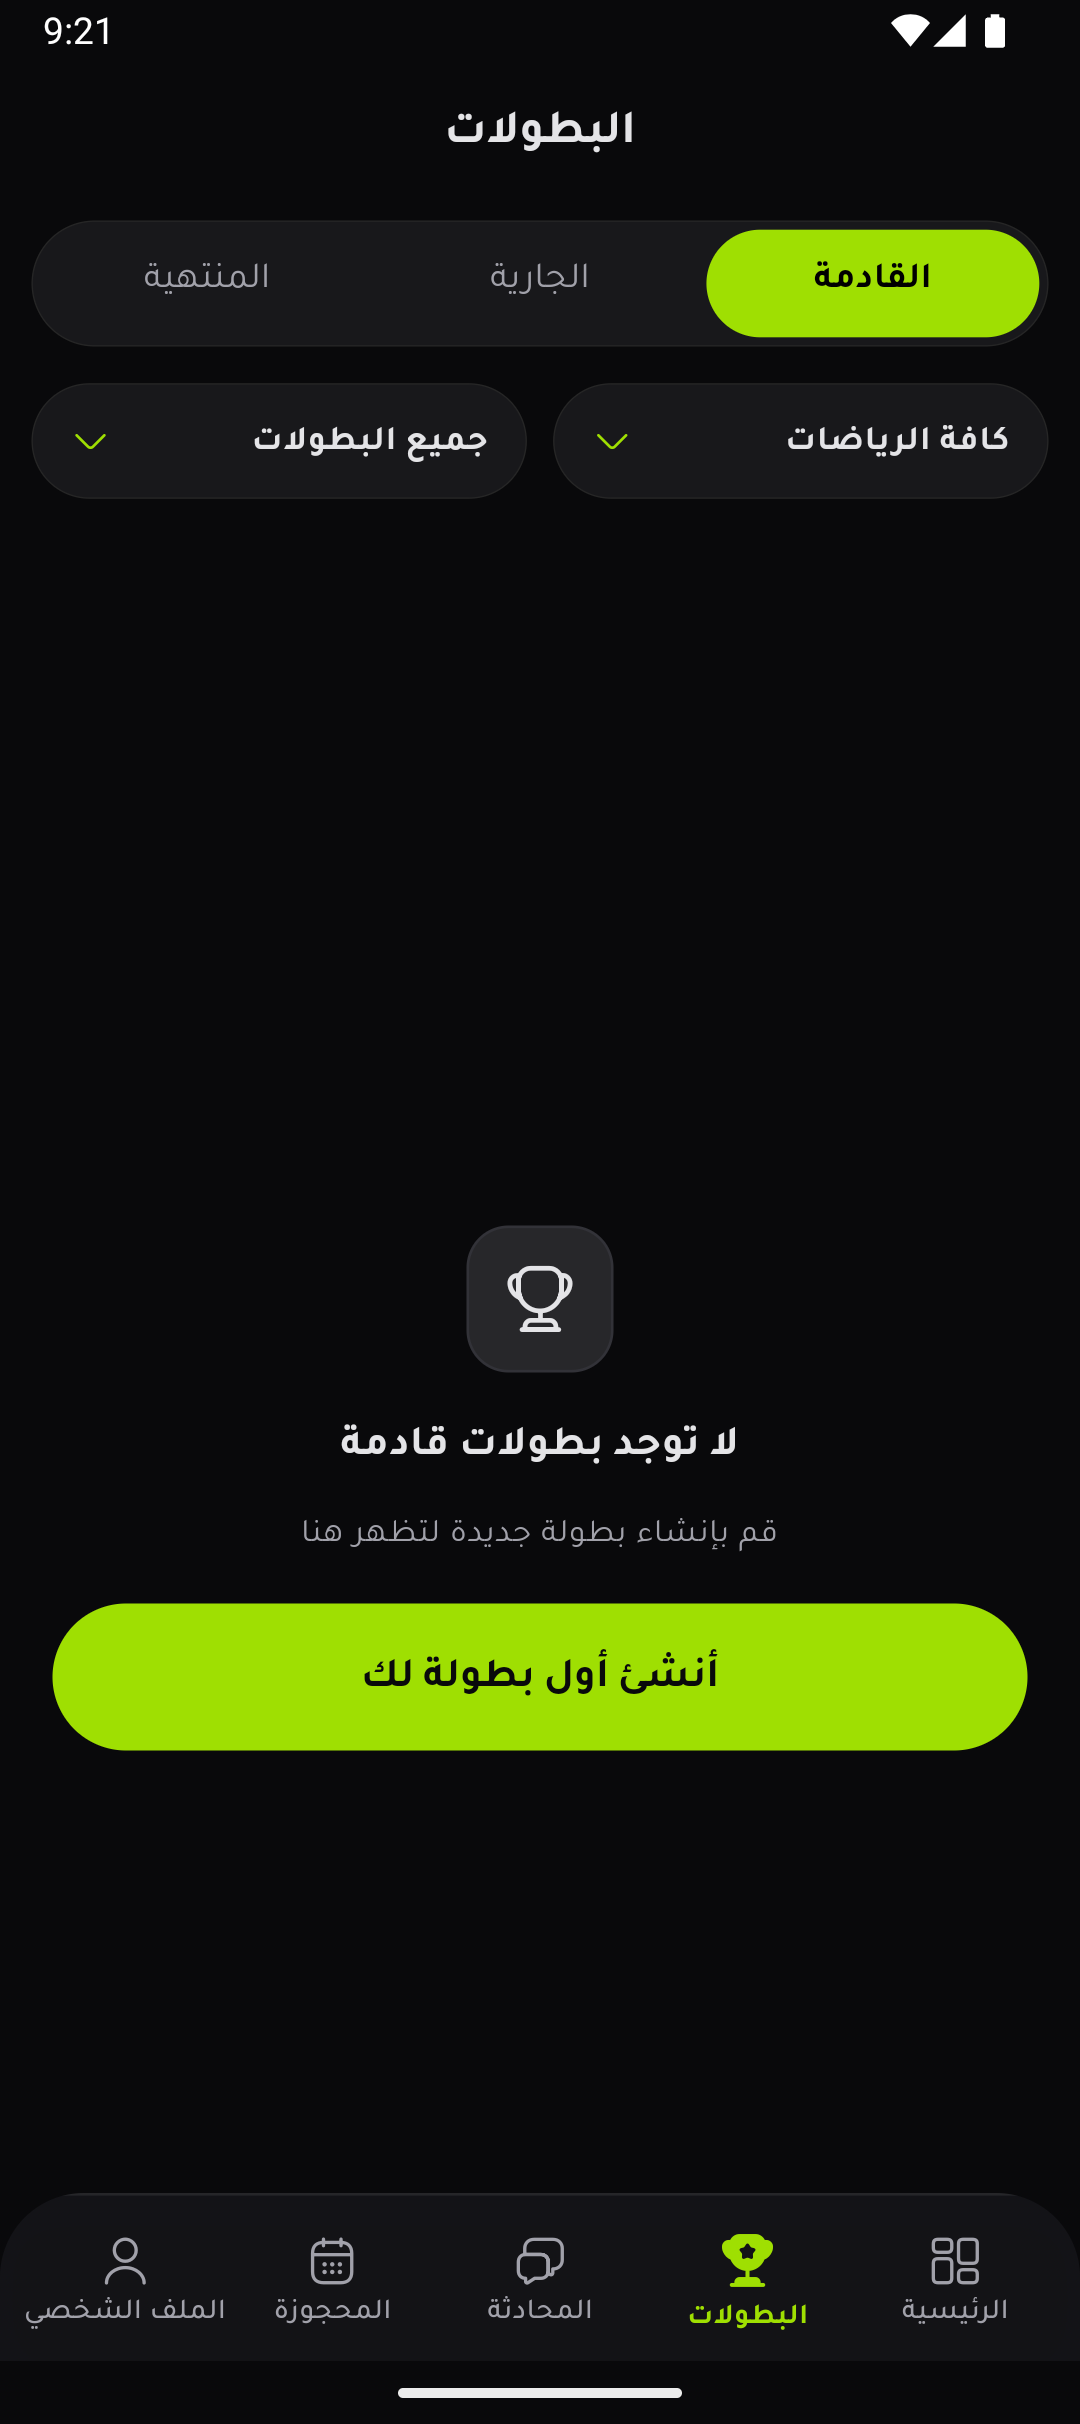 9:21
البطولات
القادمة
الجارية
المنتهية
كافة الرياضات
جميع البطولات
لا توجد بطولات قادمة
قم بإنشاء بطولة جديدة لتظهر هنا
أنشئ أول بطولة لك
الرئيسية
البطولات
المحادثة
المحجوزة
الملف الشخصي